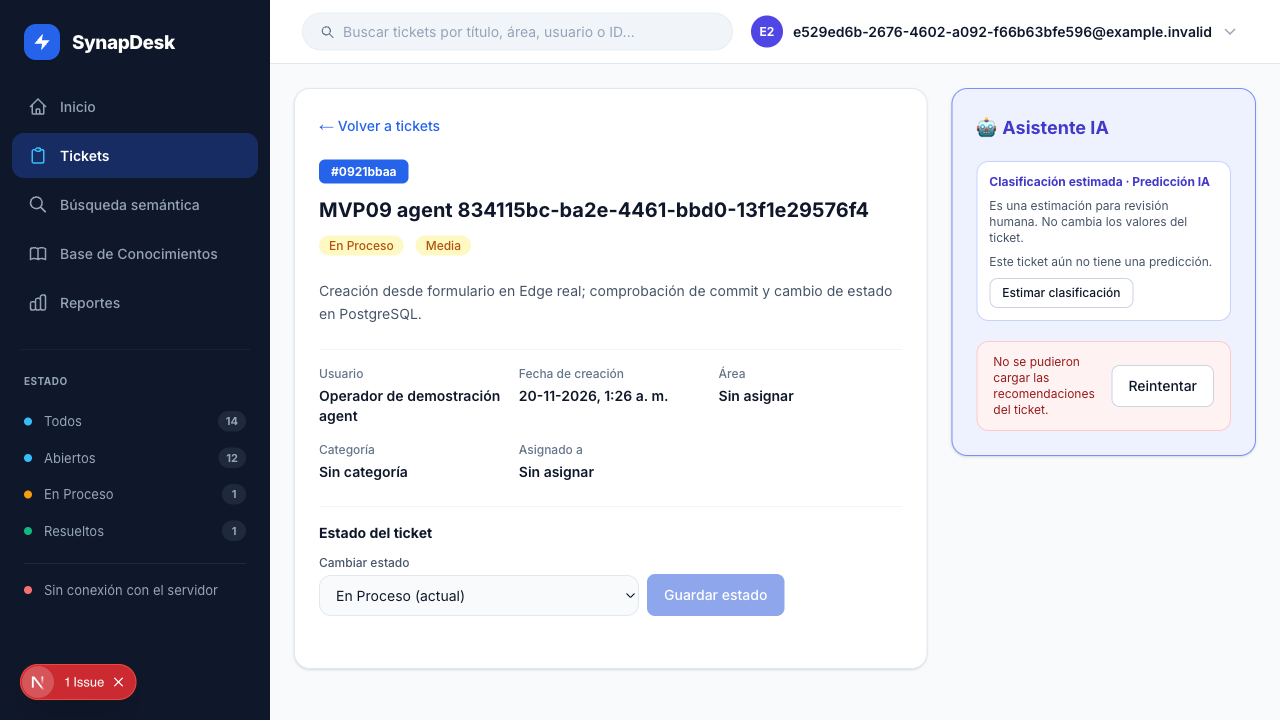 SynapDesk
Inicio
Tickets
Búsqueda semántica
Base de Conocimientos
Reportes
ESTADO
Todos 14
Abiertos 12
En Proceso 1
Resueltos 1
Sin conexión con el servidor
N 1 Issue
Buscar tickets por título, área, usuario o ID...
E2 e529ed6b-2676-4602-a092-f66b63bfe596@example.invalid
← Volver a tickets
#0921bbaa
MVP09 agent 834115bc-ba2e-4461-bbd0-13f1e29576f4
En Proceso Media
Creación desde formulario en Edge real; comprobación de commit y cambio de estado
en PostgreSQL.
Usuario Fecha de creación Área
Operador de demostración 20-11-2026, 1:26 a. m. Sin asignar
agent
Categoría Asignado a
Sin categoría Sin asignar
Estado del ticket
Cambiar estado
En Proceso (actual) Guardar estado
Asistente IA
Clasificación estimada · Predicción IA
Es una estimación para revisión
humana. No cambia los valores del
ticket.
Este ticket aún no tiene una predicción.
Estimar clasificación
No se pudieron
cargar las
recomendaciones
del ticket.
Reintentar